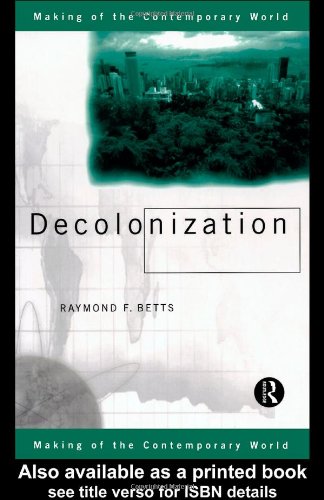 Making of the Contemporary World
Decolonization
RAYMOND F. BETTS
R
ROUTLEDGE
Making of the Contemporary World
Also available as a printed book
see title verso for ISBN details